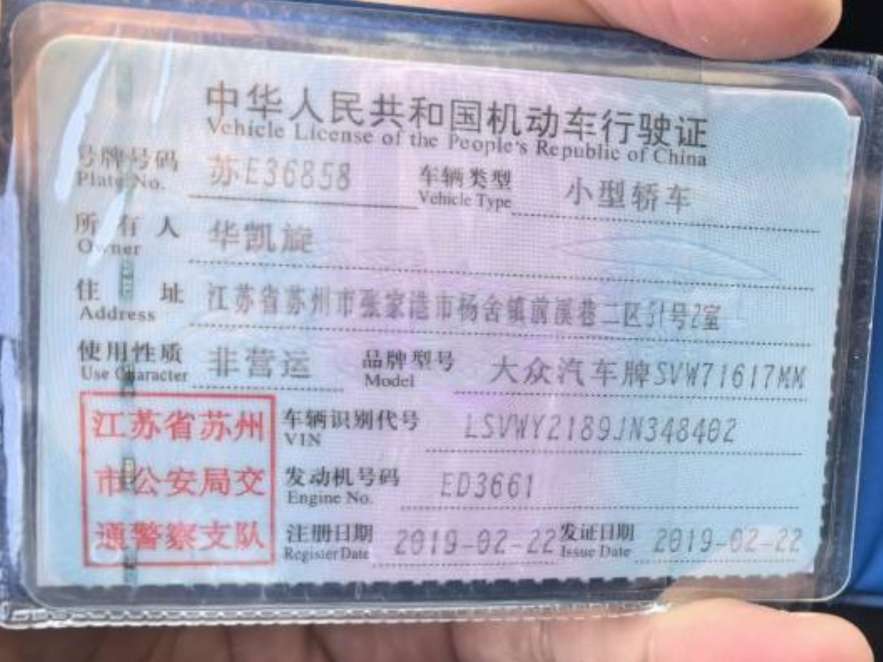 中华人民共和国机动车行驶证
Vehicle License of the People's Republic of China
号牌号码 苏E36858 车辆类型 小型轿车
Plate No. Vehicle Type
所有人 华凯旋
Owner
住址 江苏省苏州市张家港市杨舍镇前溪巷二区51号2室
Address
使用性质 非营运 品牌型号 大众汽车牌SVW71617MM
Use Character Model
江苏省苏州 车辆识别代号 LSVWY2189JN348402
VIN
市公安局交 发动机号码 ED3661
Engine No.
通警察支队 注册日期 2019-02-22 发证日期 2019-02-22
Register Date Issue Date